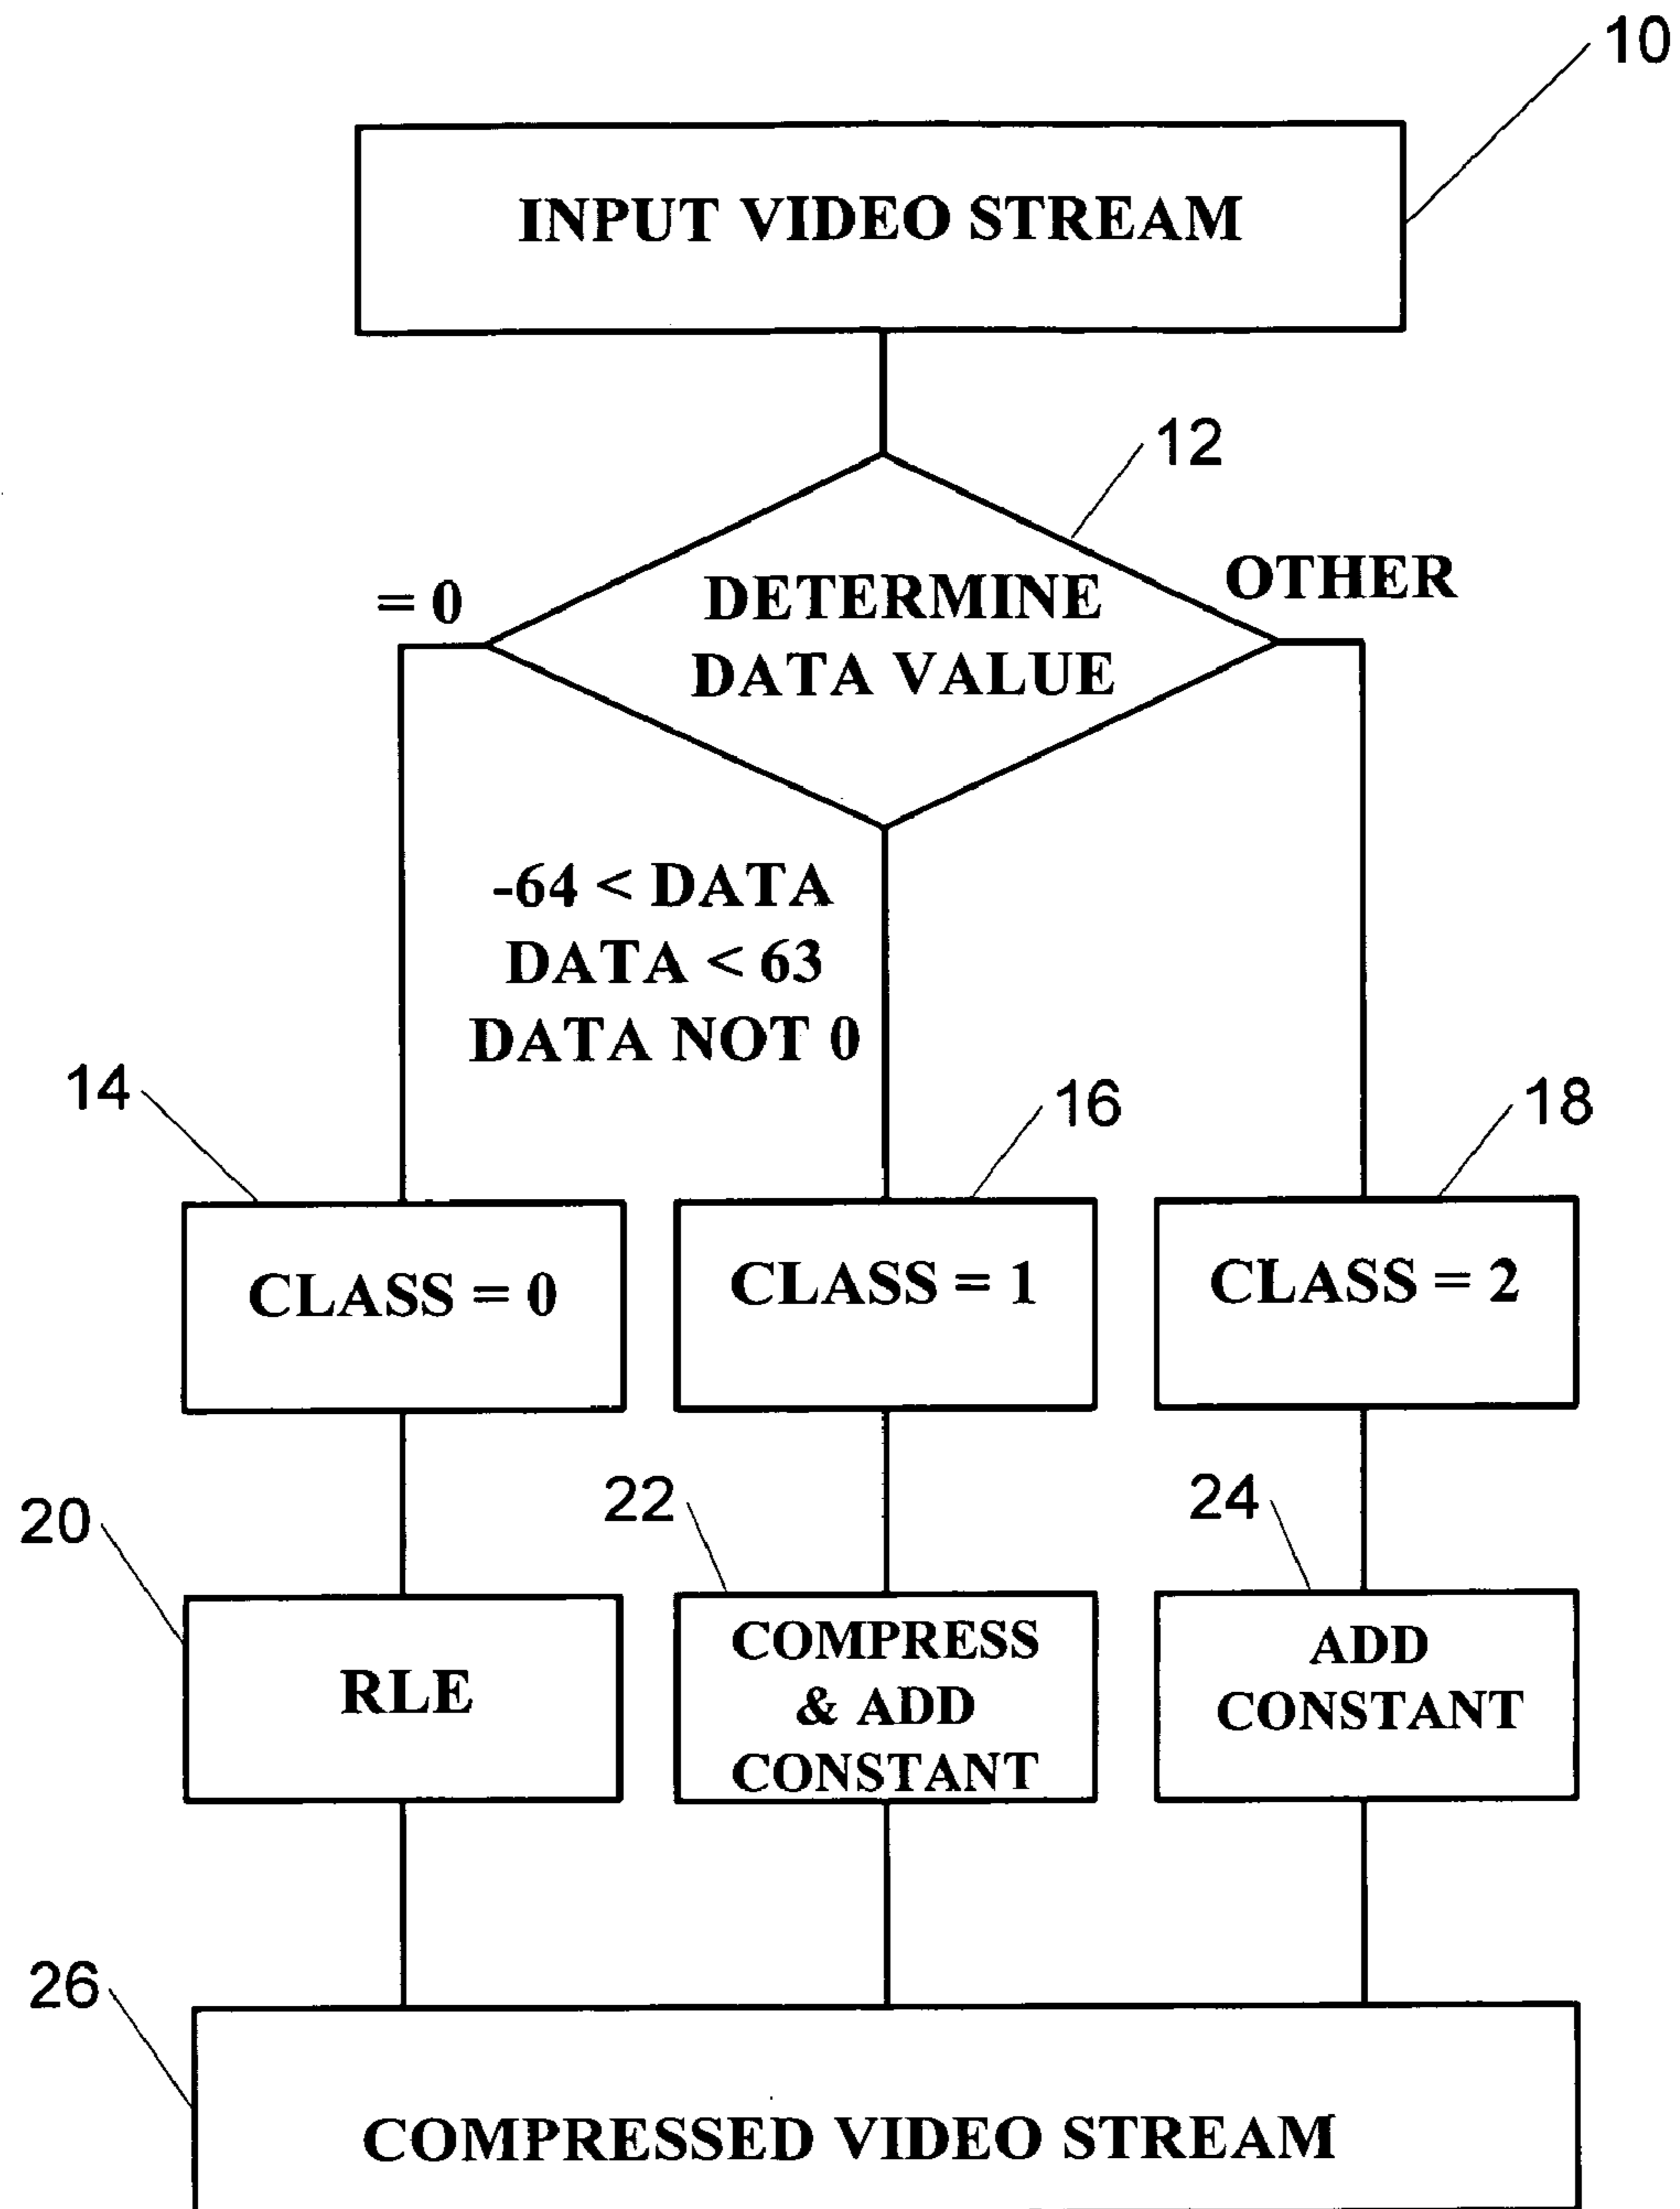 10
INPUT VIDEO STREAM
12
= 0
DETERMINE
DATA VALUE
OTHER
-64 < DATA
DATA < 63
DATA NOT 0
14
16
18
CLASS = 0
CLASS = 1
CLASS = 2
20
22
24
RLE
COMPRESS
& ADD
CONSTANT
ADD
CONSTANT
26
COMPRESSED VIDEO STREAM